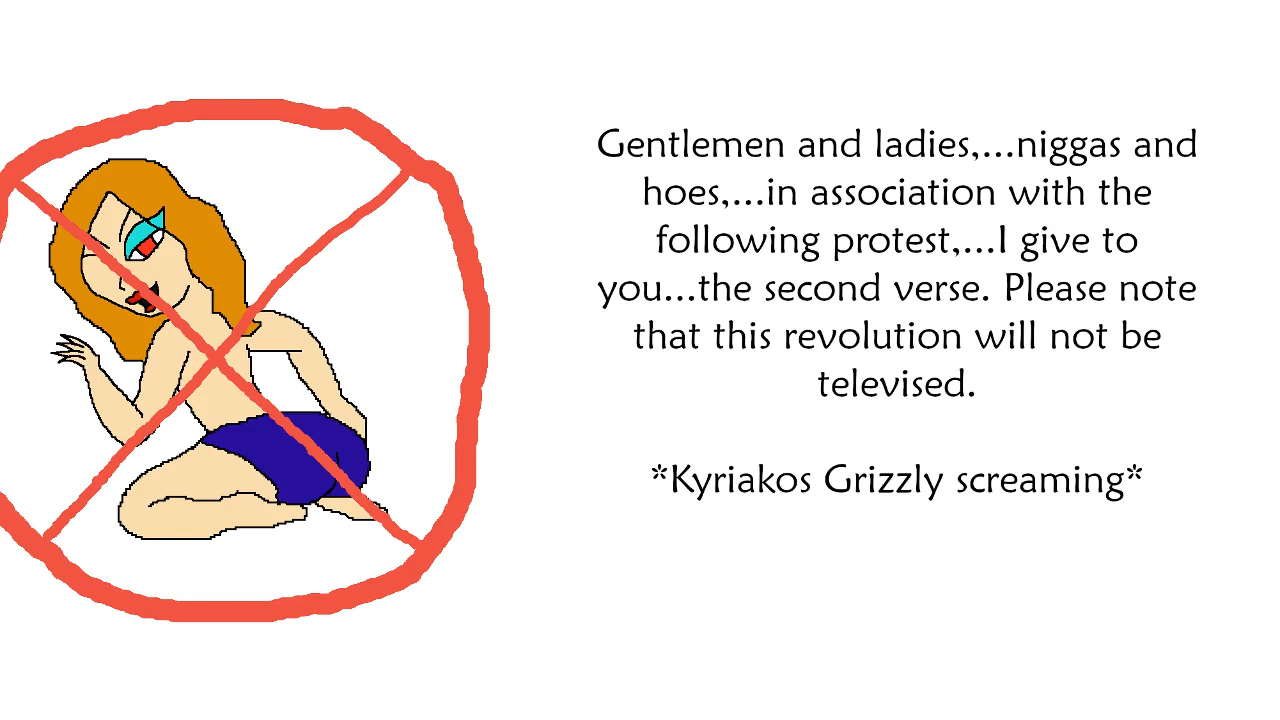 Gentlemen and ladies,...niggas and
hoes,...in association with the
following protest,...I give to
you...the second verse. Please note
that this revolution will not be
televised.
*Kyriakos Grizzly screaming*